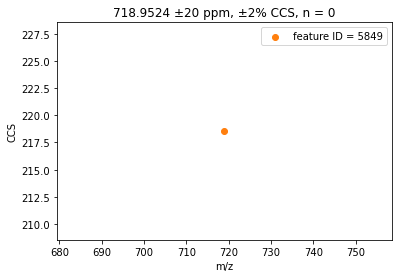 718.9524 ±20 ppm, ±2% CCS, n = 0
feature ID = 5849
227.5
225.0
222.5
220.0
217.5
215.0
212.5
210.0
CCS
680 690 700 710 720 730 740 750
m/z